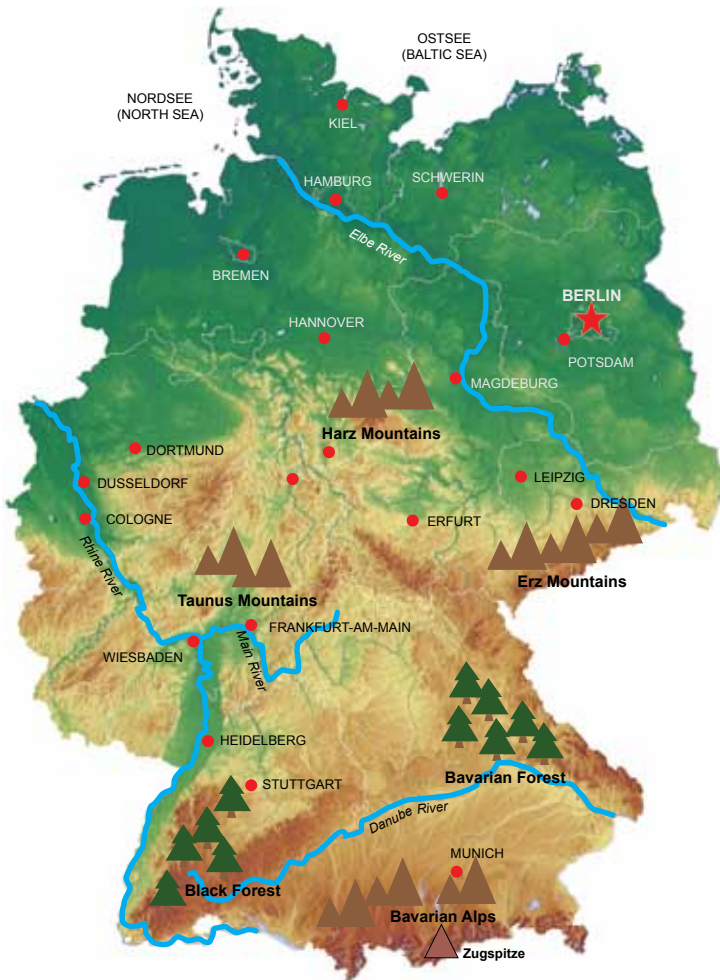 OSTSEE
(BALTIC SEA)
NORDSEE
(NORTH SEA)
KIEL
HAMBURG
SCHWERIN
Elbe River
BREMEN
BERLIN
HANNOVER
POTSDAM
MAGDEBURG
Harz Mountains
DORTMUND
LEIPZIG
DUSSELDORF
DRESDEN
COLOGNE
ERFURT
Rhine River
Erz Mountains
Taunus Mountains
FRANKFURT-AM-MAIN
WIESBADEN
Main River
HEIDELBERG
Bavarian Forest
STUTTGART
Danube River
MUNICH
Black Forest
Bavarian Alps
Zugspitze